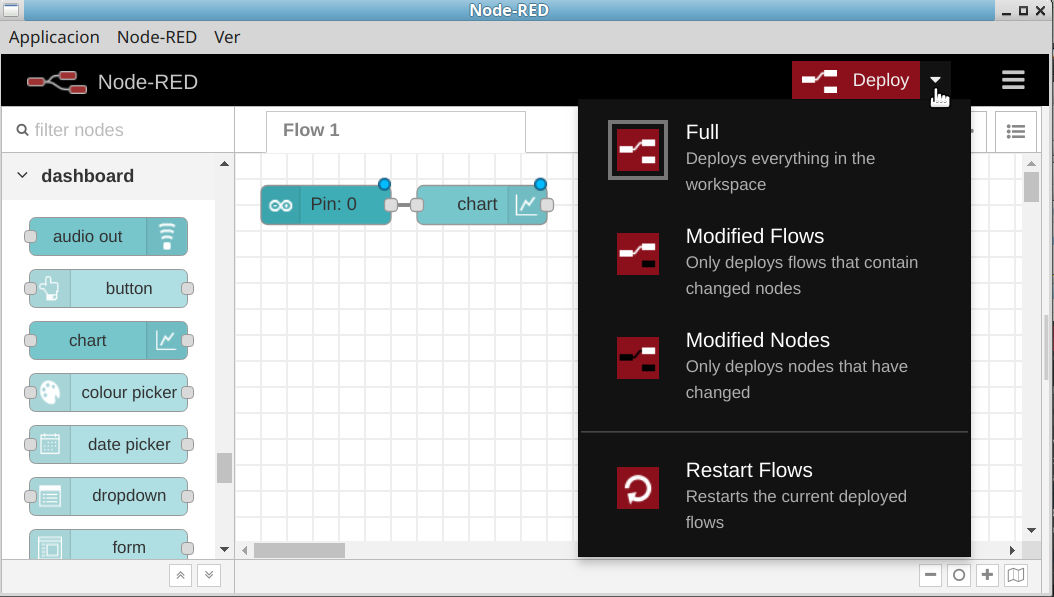 Node-RED
Applicacion Node-RED Ver
Node-RED
Deploy
filter nodes
Flow 1
dashboard
audio out
button
chart
colour picker
date picker
dropdown
form
Pin: 0
chart
Full
Deploys everything in the
workspace
Modified Flows
Only deploys flows that contain
changed nodes
Modified Nodes
Only deploys nodes that have
changed
Restart Flows
Restarts the current deployed
flows